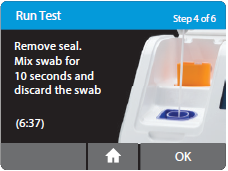 Run Test
Step 4 of 6
Remove seal.
Mix swab for
10 seconds and
discard the swab
(6:37)
OK